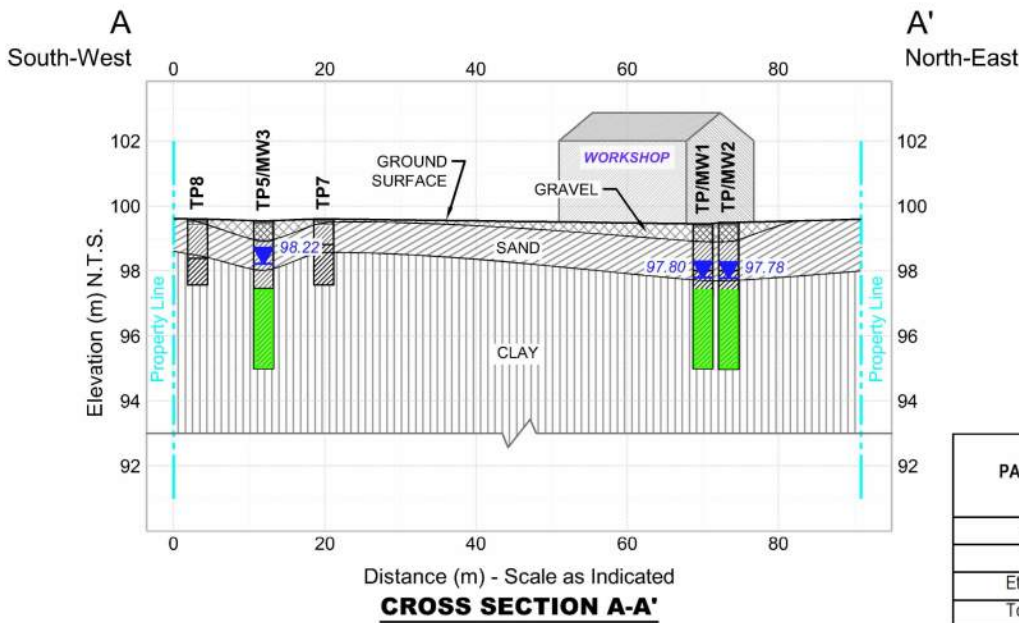 A
A'
South-West
North-East
0 20 40 60 80
102
102
100
100
98
98
96
96
94
94
92
92
Elevation (m) N.T.S.
Property Line
Property Line
TP8
TP5/MW3
TP7
TP/MW1
TP/MW2
GROUND
SURFACE
WORKSHOP
GRAVEL
SAND
98.22
97.80
97.78
CLAY
0 20 40 60 80
Distance (m) - Scale as Indicated
CROSS SECTION A-A'